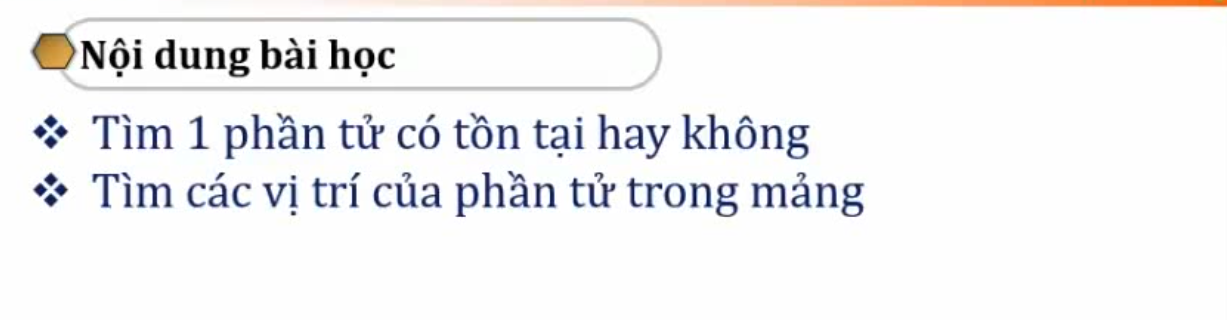 Nội dung bài học
Tìm 1 phần tử có tồn tại hay không
Tìm các vị trí của phần tử trong mảng